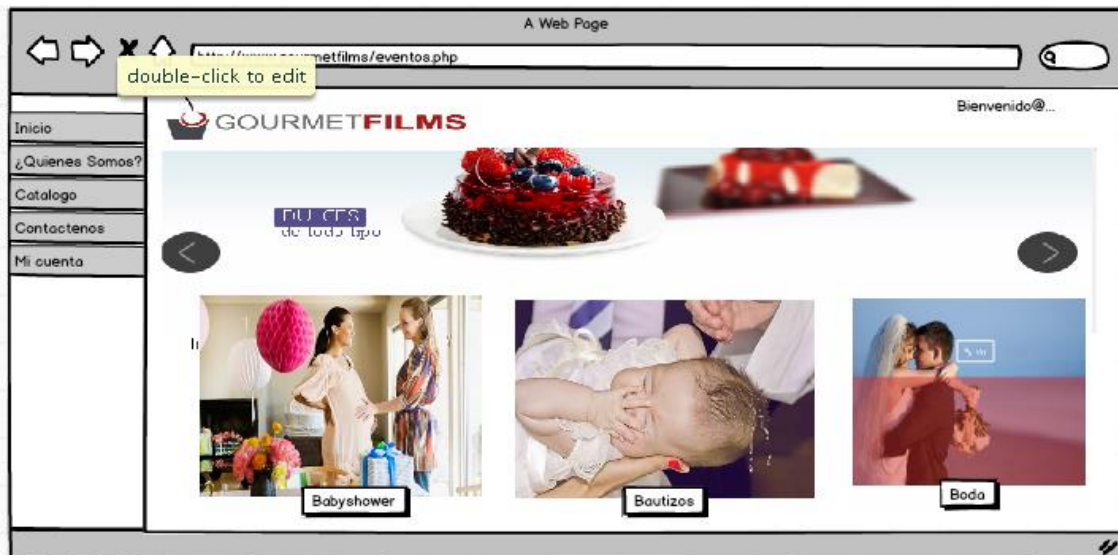 A Web Page
/eventos.php
double-click to edit
Bienvenido@...
GOURMETFILMS
Inicio
¿Quienes Somos?
Catalogo
Contactenos
Mi cuenta
DULCES
de todo tipo
Babyshower
Bautizos
Boda